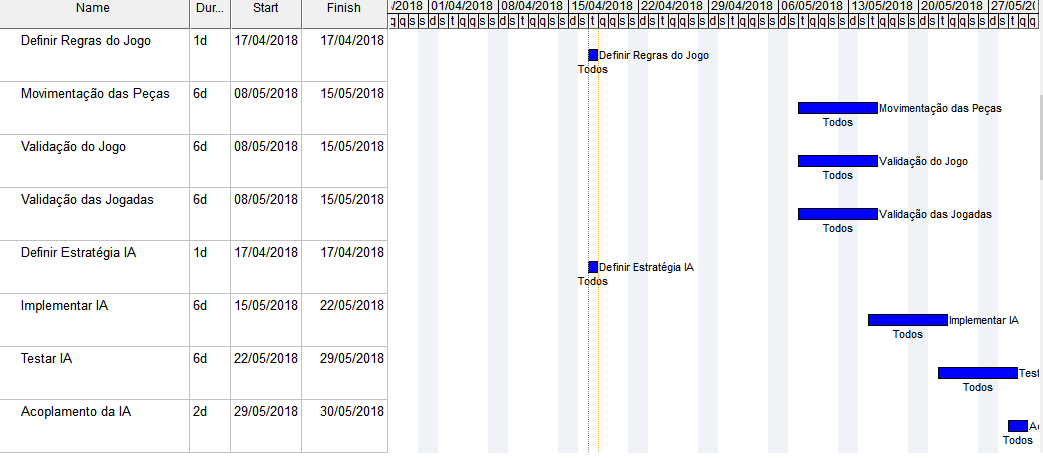 Name Dur... Start Finish
/2018 01/04/2018 08/04/2018 15/04/2018 22/04/2018 29/04/2018 06/05/2018 13/05/2018 20/05/2018 27/05/20
q q s s d s t q q s s d s t q q s s d s t q q s s d s t q q s s d s t q q s s d s t q q s s d s t q q s s d s t q q s s d s t q q
Definir Regras do Jogo 1d 17/04/2018 17/04/2018
Definir Regras do Jogo
Todos
Movimentação das Peças 6d 08/05/2018 15/05/2018
Movimentação das Peças
Todos
Validação do Jogo 6d 08/05/2018 15/05/2018
Validação do Jogo
Todos
Validação das Jogadas 6d 08/05/2018 15/05/2018
Validação das Jogadas
Todos
Definir Estratégia IA 1d 17/04/2018 17/04/2018
Definir Estratégia IA
Todos
Implementar IA 6d 15/05/2018 22/05/2018
Implementar IA
Todos
Testar IA 6d 22/05/2018 29/05/2018
Test
Todos
Acoplamento da IA 2d 29/05/2018 30/05/2018
Ac
Todos